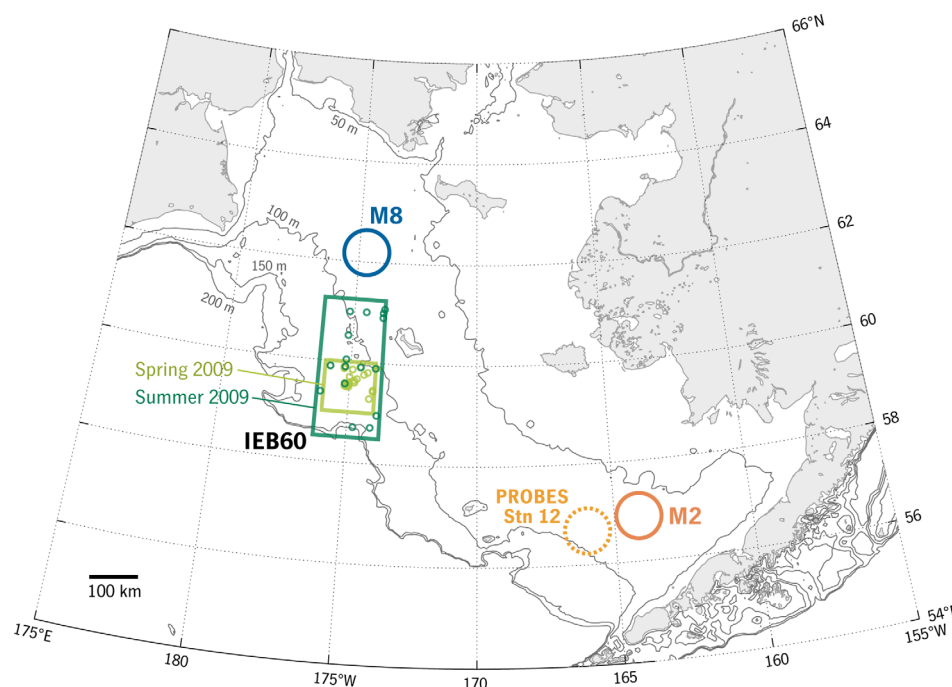 66°N
64
62
60
58
56
54°
155°W
50 m
100 m
150 m
200 m
M8
Spring 2009
Summer 2009
IEB60
PROBES
Stn 12
M2
100 km
175°E
180
175°W
170
165
160